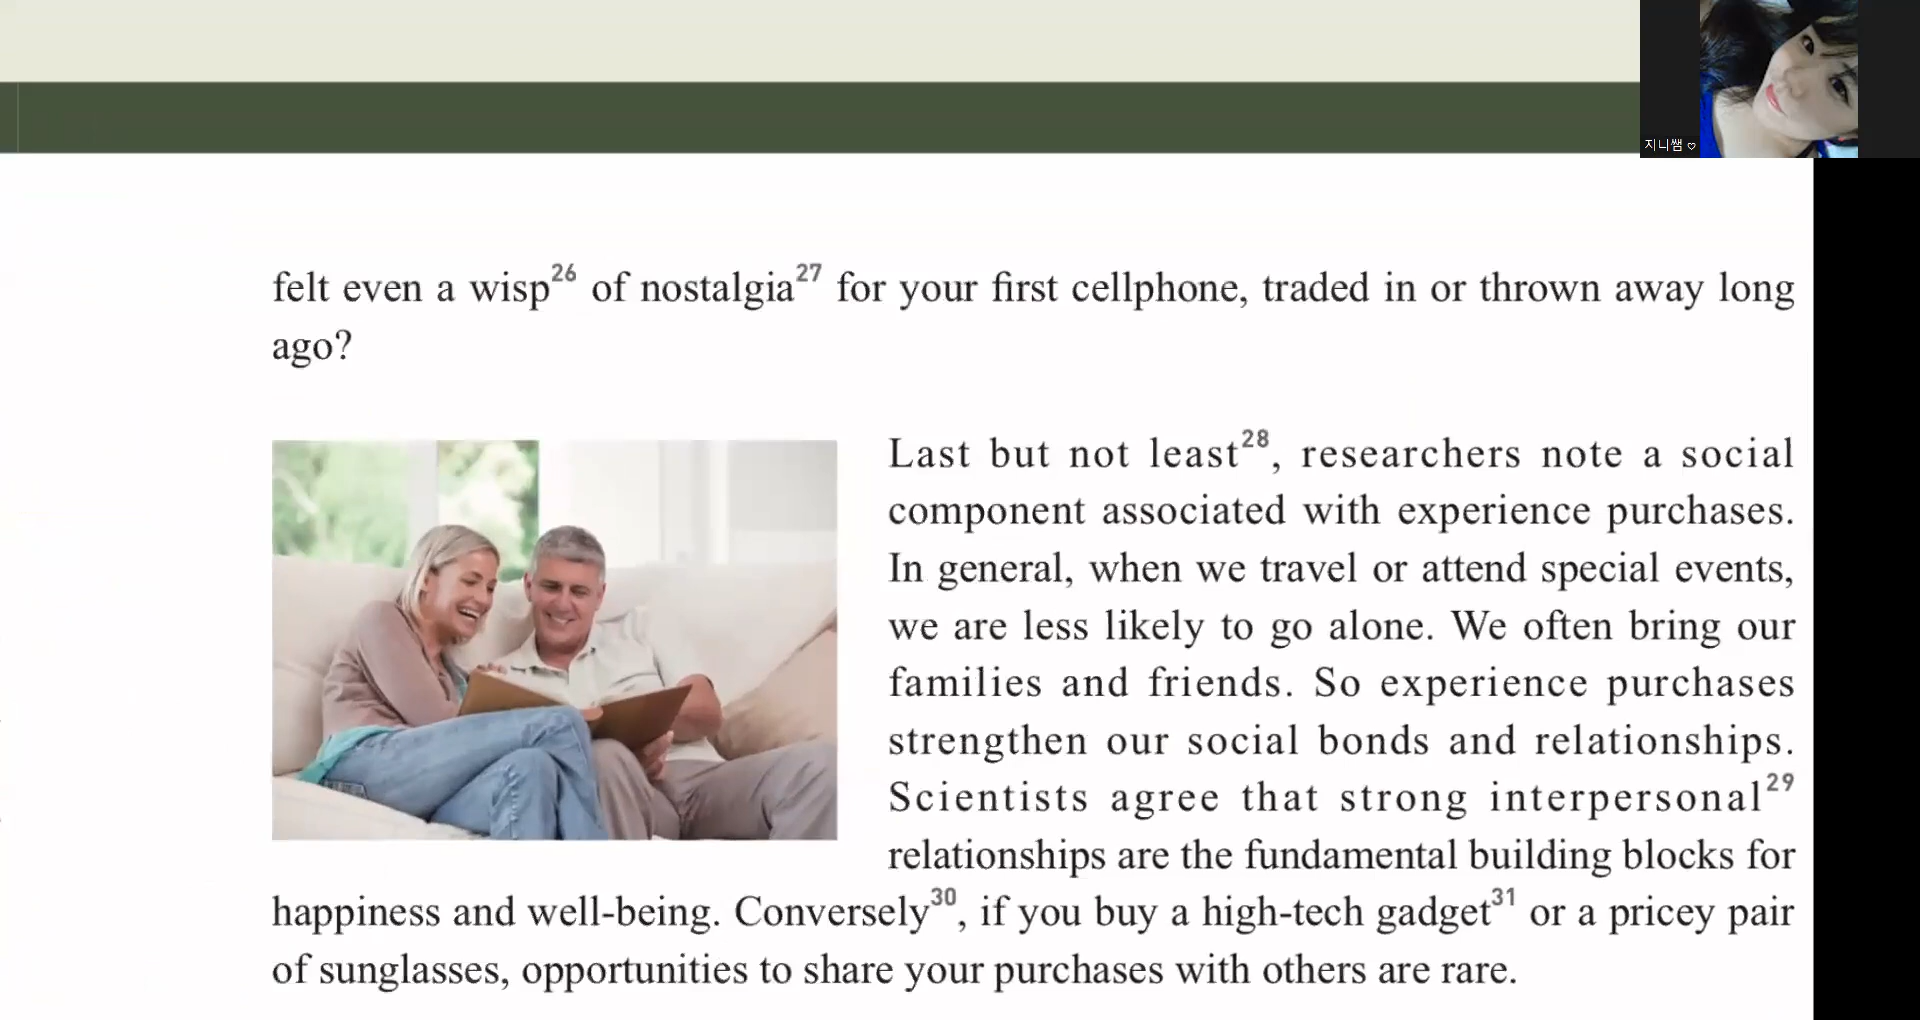 지니쌤 ♡
felt even a wisp26 of nostalgia27 for your first cellphone, traded in or thrown away long
ago?
Last but not least28, researchers note a social
component associated with experience purchases.
In general, when we travel or attend special events,
we are less likely to go alone. We often bring our
families and friends. So experience purchases
strengthen our social bonds and relationships.
Scientists agree that strong interpersonal29
relationships are the fundamental building blocks for
happiness and well-being. Conversely30, if you buy a high-tech gadget31 or a pricey pair
of sunglasses, opportunities to share your purchases with others are rare.